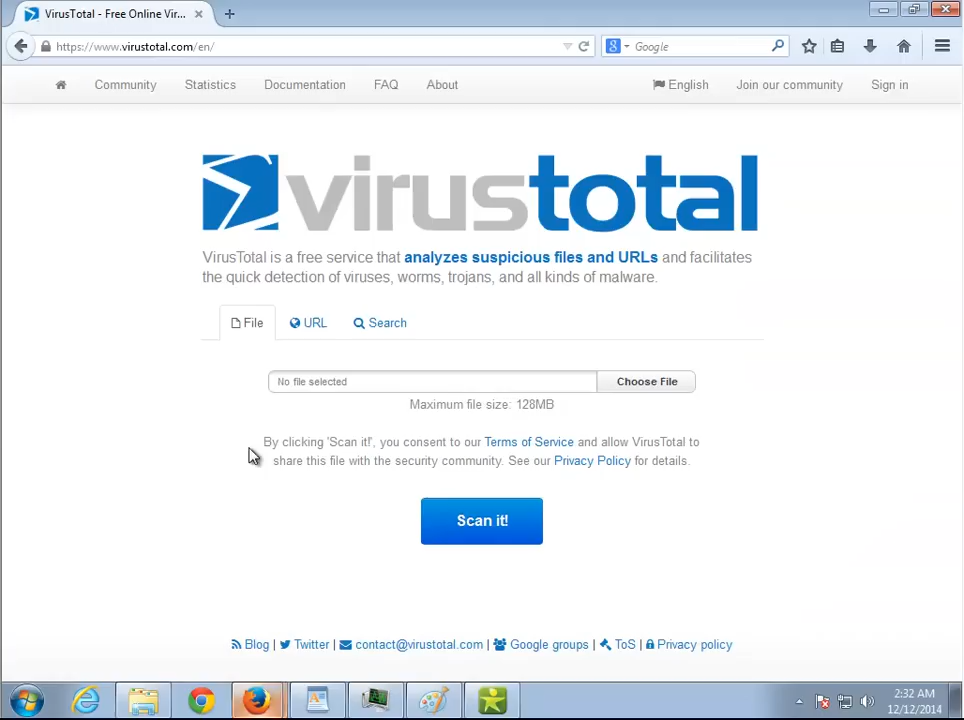 VirusTotal - Free Online Vir...
https://www.virustotal.com/en/
8 Google
Community Statistics Documentation FAQ About English Join our community Sign in
virustotal
VirusTotal is a free service that analyzes suspicious files and URLs and facilitates
the quick detection of viruses, worms, trojans, and all kinds of malware.
File URL Search
No file selected Choose File
Maximum file size: 128MB
By clicking 'Scan it!', you consent to our Terms of Service and allow VirusTotal to
share this file with the security community. See our Privacy Policy for details.
Scan it!
Blog | Twitter | contact@virustotal.com | Google groups | ToS | Privacy policy
2:32 AM
12/12/2014